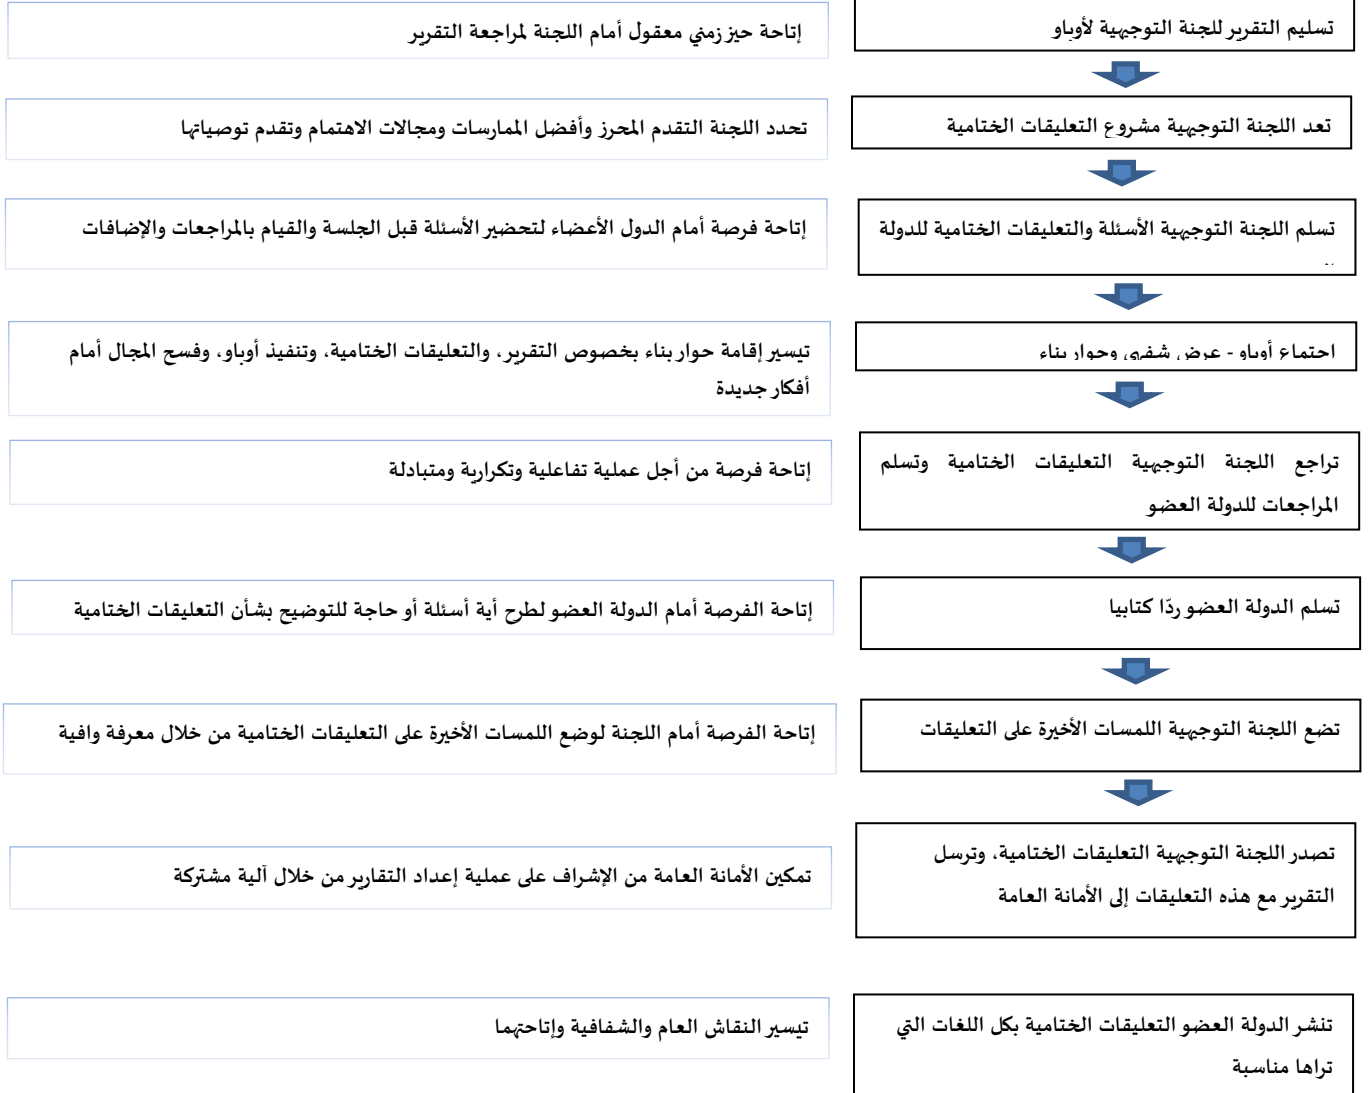 تسليم التقرير للجنة التوجيهية لأوباو
إتاحة حيز زمني معقول أمام اللجنة لمراجعة التقرير
تعد اللجنة التوجيهية مشروع التعليقات الختامية
تحدد اللجنة التقدم المحرز وأفضل الممارسات ومجالات الاهتمام وتقدم توصياتها
تسلم اللجنة التوجيهية الأسئلة والتعليقات الختامية للدولة
إتاحة فرصة أمام الدول الأعضاء لتحضير الأسئلة قبل الجلسة والقيام بالمراجعات والإضافات
اجتماع أوباو - عرض شفهي وحوار بناء
تيسير إقامة حوار بناء بخصوص التقرير، والتعليقات الختامية، وتنفيذ أوباو، وفسح المجال أمام
أفكار جديدة
تراجع اللجنة التوجيهية التعليقات الختامية وتسلم
المراجعات للدولة العضو
إتاحة فرصة من أجل عملية تفاعلية وتكرارية ومتبادلة
تسلم الدولة العضو ردّا كتابيا
إتاحة الفرصة أمام الدولة العضو لطرح أية أسئلة أو حاجة للتوضيح بشأن التعليقات الختامية
تضع اللجنة التوجيهية اللمسات الأخيرة على التعليقات
إتاحة الفرصة أمام اللجنة لوضع اللمسات الأخيرة على التعليقات الختامية من خلال معرفة وافية
تصدر اللجنة التوجيهية التعليقات الختامية، وترسل
التقرير مع هذه التعليقات إلى الأمانة العامة
تمكين الأمانة العامة من الإشراف على عملية إعداد التقارير من خلال آلية مشتركة
تنشر الدولة العضو التعليقات الختامية بكل اللغات التي
تراها مناسبة
تيسير النقاش العام والشفافية وإتاحتهما